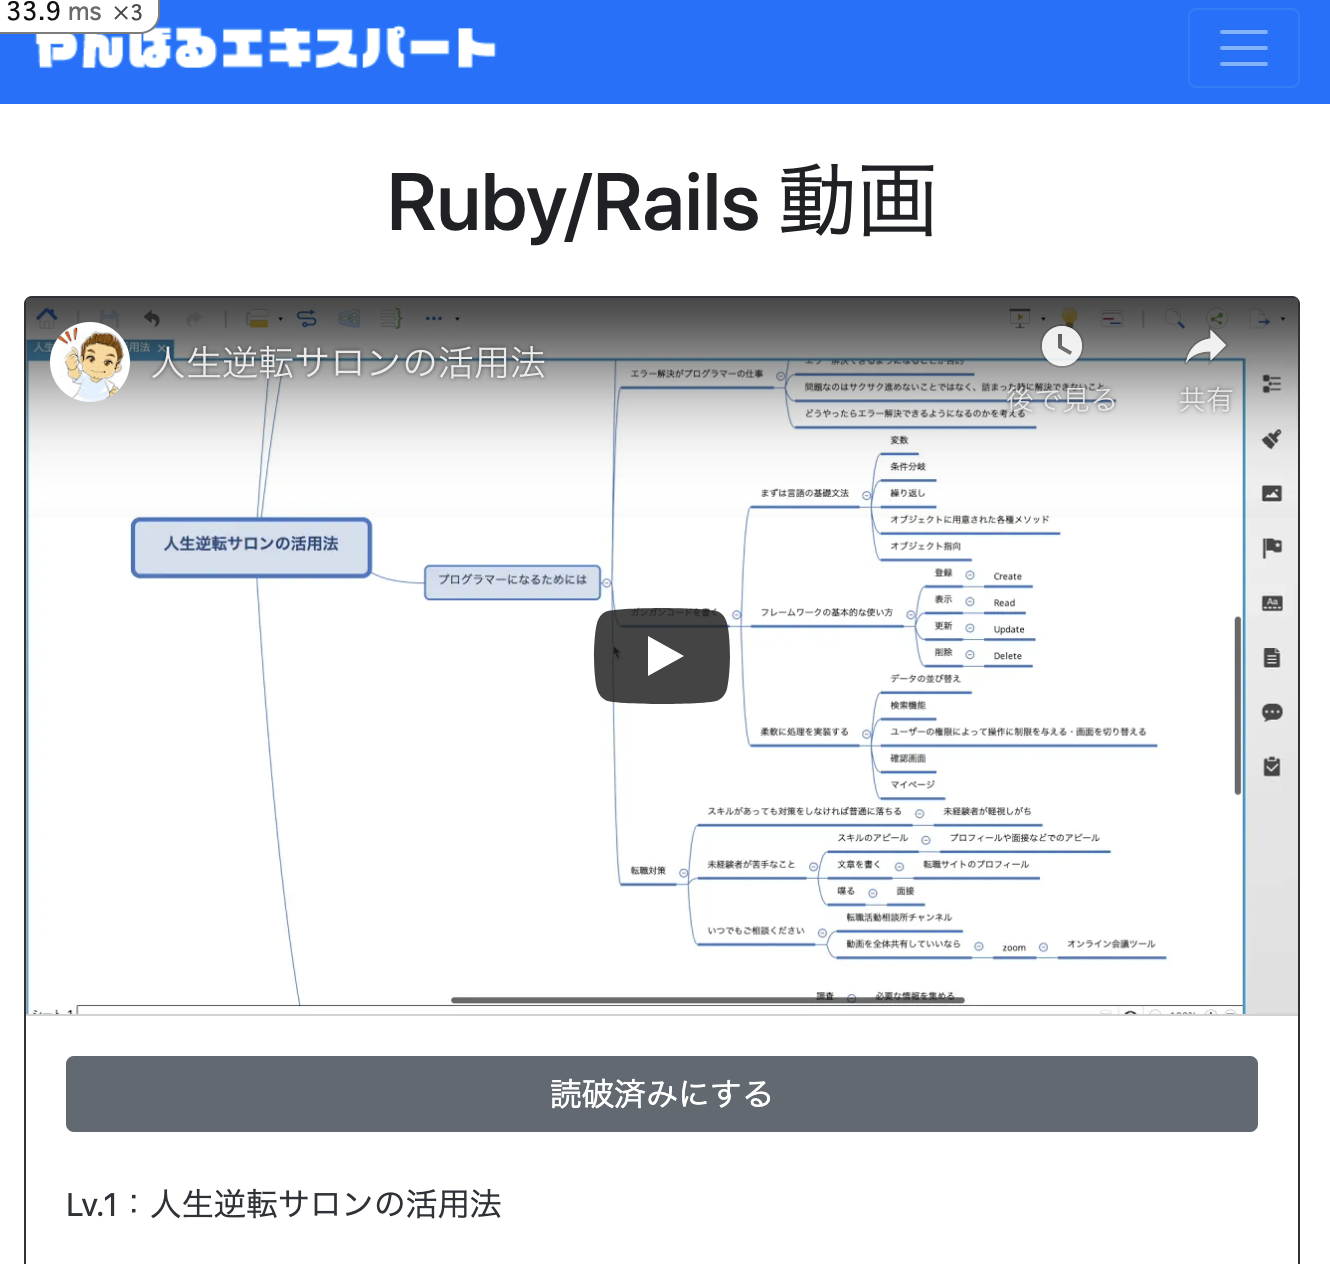 33.9 ms ×3
やんばるエキスパート
Ruby/Rails 動画
人生逆転サロンの活用法
後で見る
共有
エラー解決がプログラマーの仕事
問題なのはサクサク進めないことではなく、詰まった時に解決できないこと
どうやったらエラー解決できるようになるのかを考える
変数
条件分岐
まずは言語の基礎文法
繰り返し
オブジェクトに用意された各種メソッド
オブジェクト指向
人生逆転サロンの活用法
プログラマーになるためには
登録
Create
表示
Read
ガンガンコードを書く
フレームワークの基本的な使い方
更新
Update
削除
Delete
データの並び替え
検索機能
柔軟に処理を実装する
ユーザーの権限によって操作に制限を与える・画面を切り替える
確認画面
マイページ
スキルがあっても対策をしなければ普通に落ちる
未経験者が軽視しがち
スキルのアピール
プロフィールや面接などでのアピール
転職対策
未経験者が苦手なこと
文章を書く
転職サイトのプロフィール
喋る
面接
転職活動相談所チャンネル
いつでもご相談ください
動画を全体共有していいなら
zoom
オンライン会議ツール
調査
必要な情報を集める
読破済みにする
Lv.1：人生逆転サロンの活用法